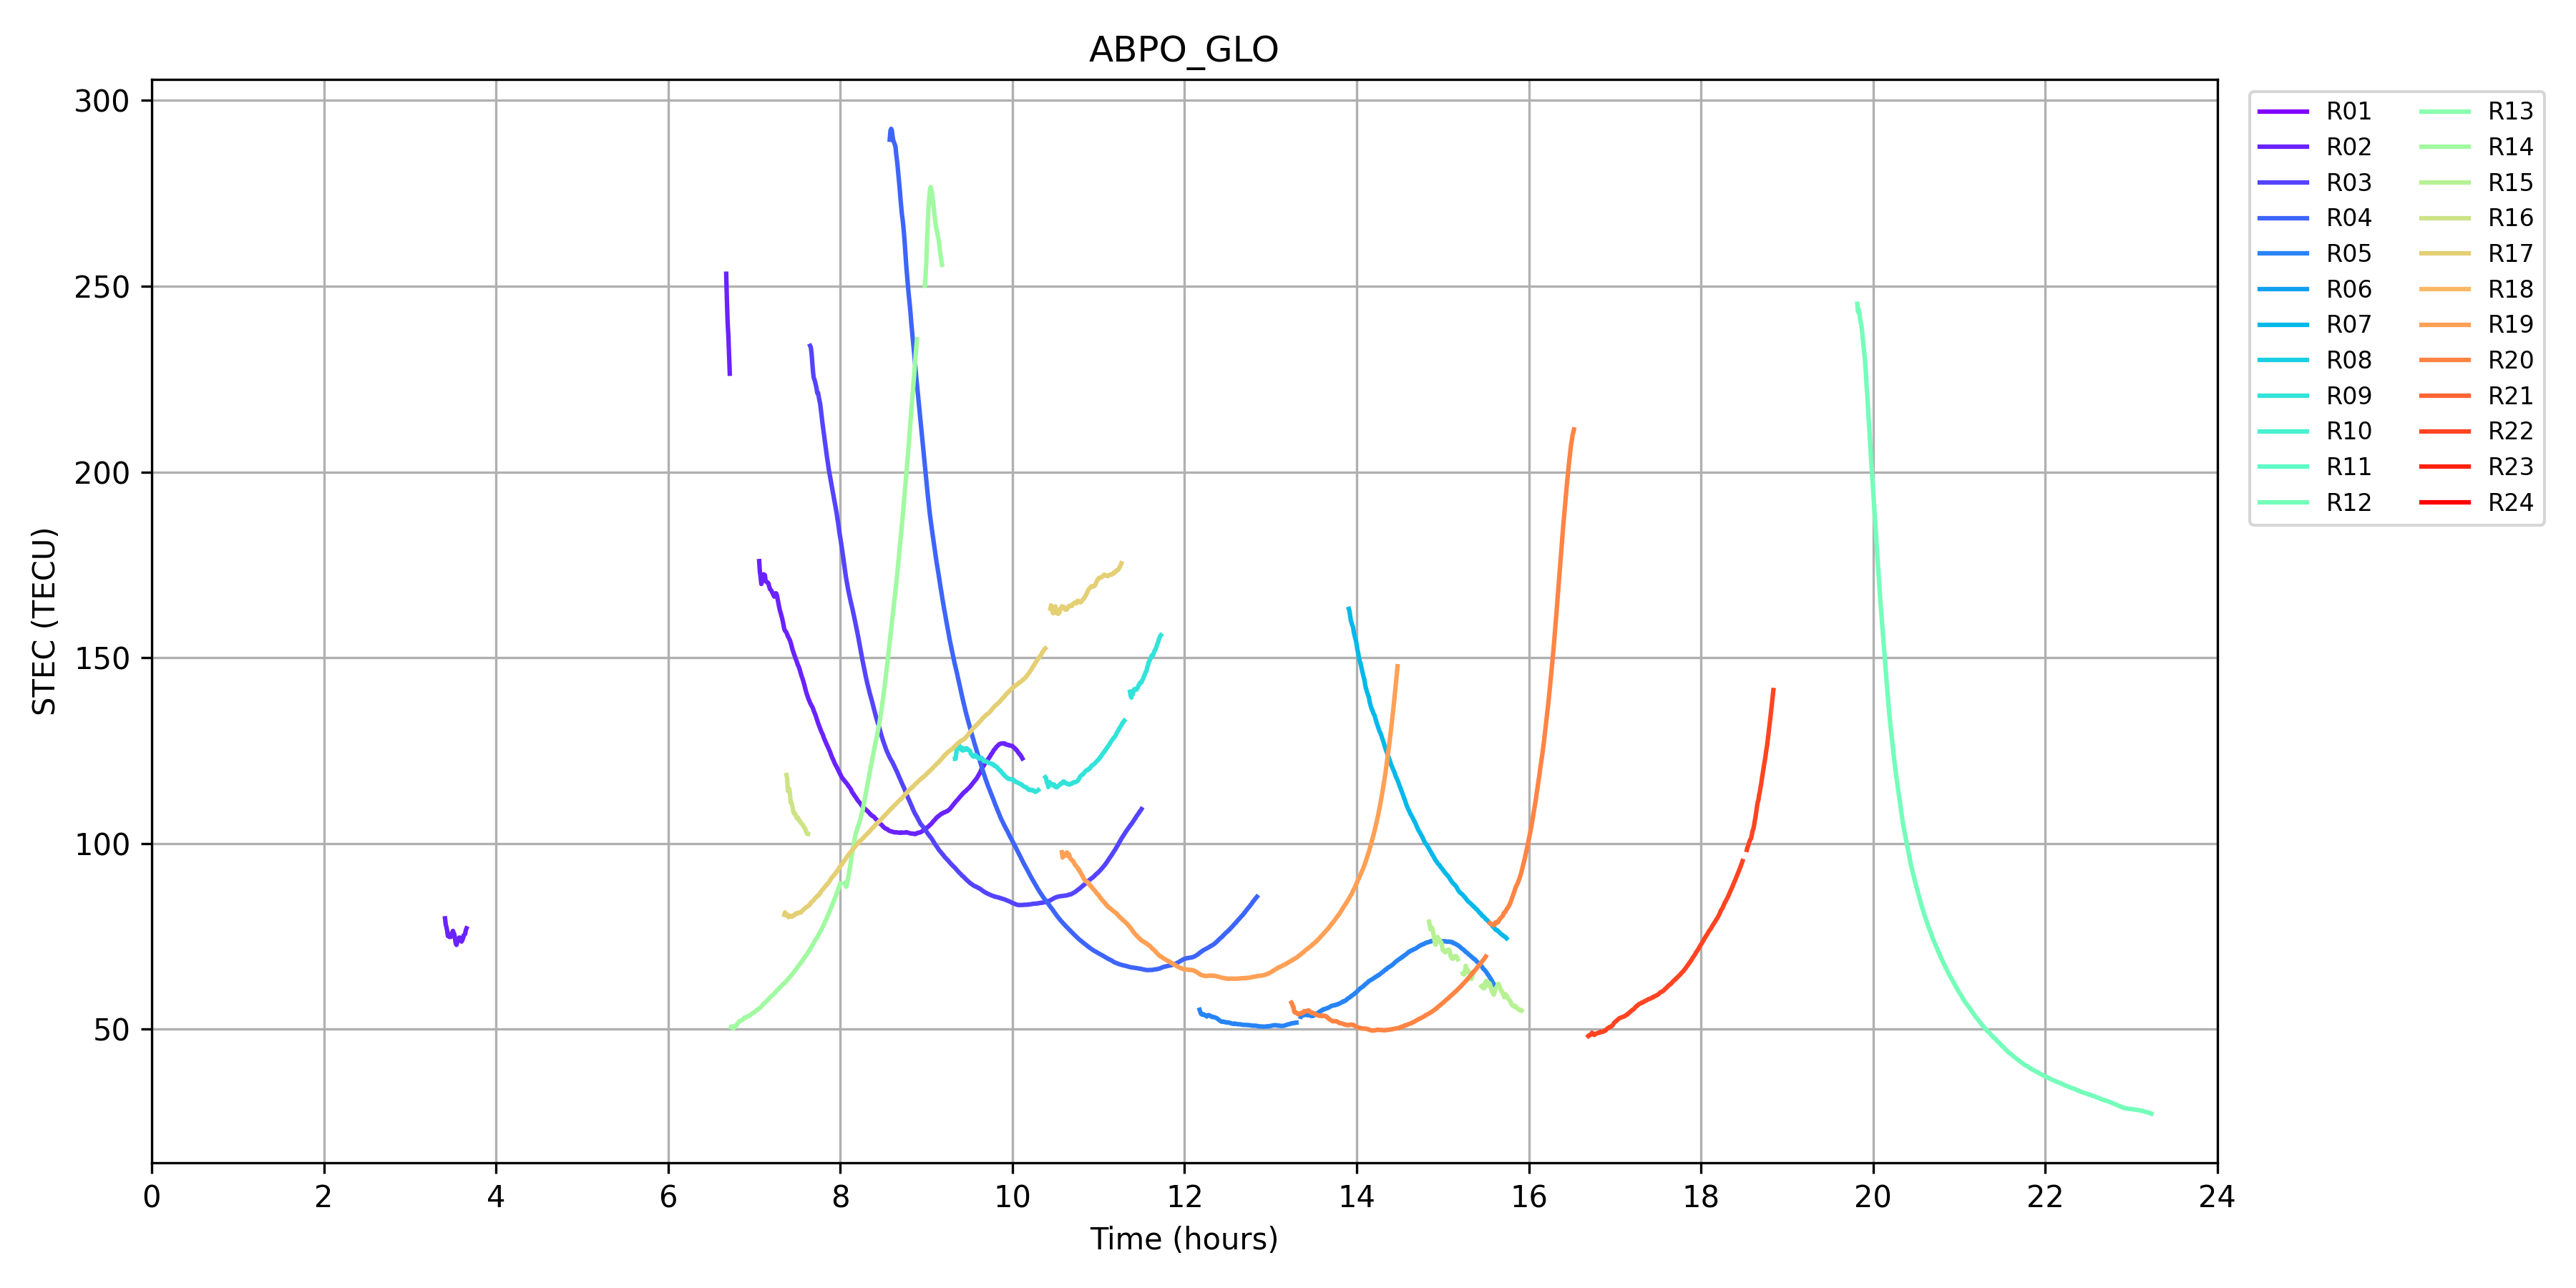 ABPO_GLO
300
250
200
150
100
50
STEC (TECU)
0 2 4 6 8 10 12 14 16 18 20 22 24
Time (hours)
R01 R13
R02 R14
R03 R15
R04 R16
R05 R17
R06 R18
R07 R19
R08 R20
R09 R21
R10 R22
R11 R23
R12 R24